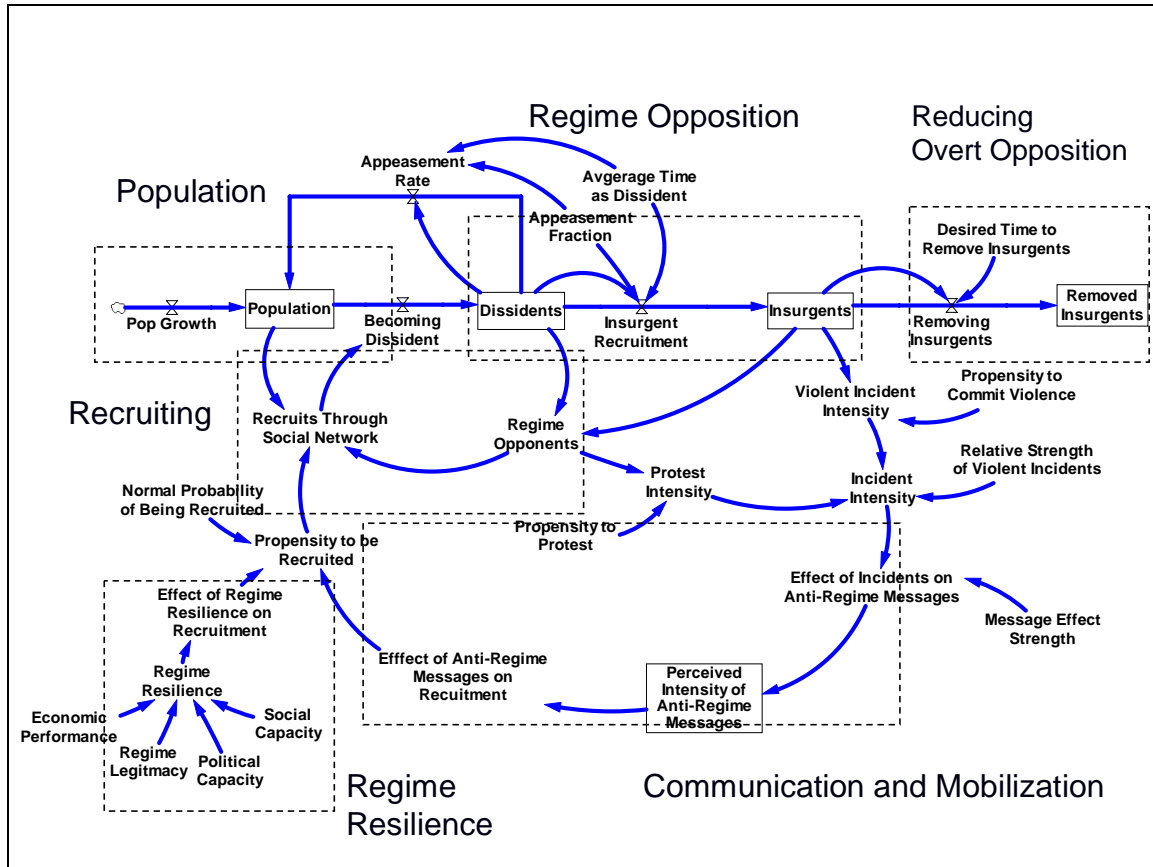 Regime Opposition
Reducing
Overt Opposition
Population
Appeasement
Rate
Avgerage Time
as Dissident
Appeasement
Fraction
Desired Time to
Remove Insurgents
Pop Growth
Population
Becoming
Dissident
Dissidents
Insurgent
Recruitment
Insurgents
Removing
Insurgents
Removed
Insurgents
Recruiting
Recruits Through
Social Network
Regime
Opponents
Violent Incident
Intensity
Propensity to
Commit Violence
Protest
Intensity
Incident
Intensity
Relative Strength
of Violent Incidents
Normal Probability
of Being Recruited
Propensity to
Protest
Propensity to be
Recruited
Effect of Regime
Resilience on
Recruitment
Effect of Incidents on
Anti-Regime Messages
Message Effect
Strength
Efffect of Anti-Regime
Messages on
Recuitment
Perceived
Intensity of
Anti-Regime
Messages
Regime
Resilience
Economic
Performance
Regime
Legitmacy
Political
Capacity
Social
Capacity
Regime
Resilience
Communication and Mobilization